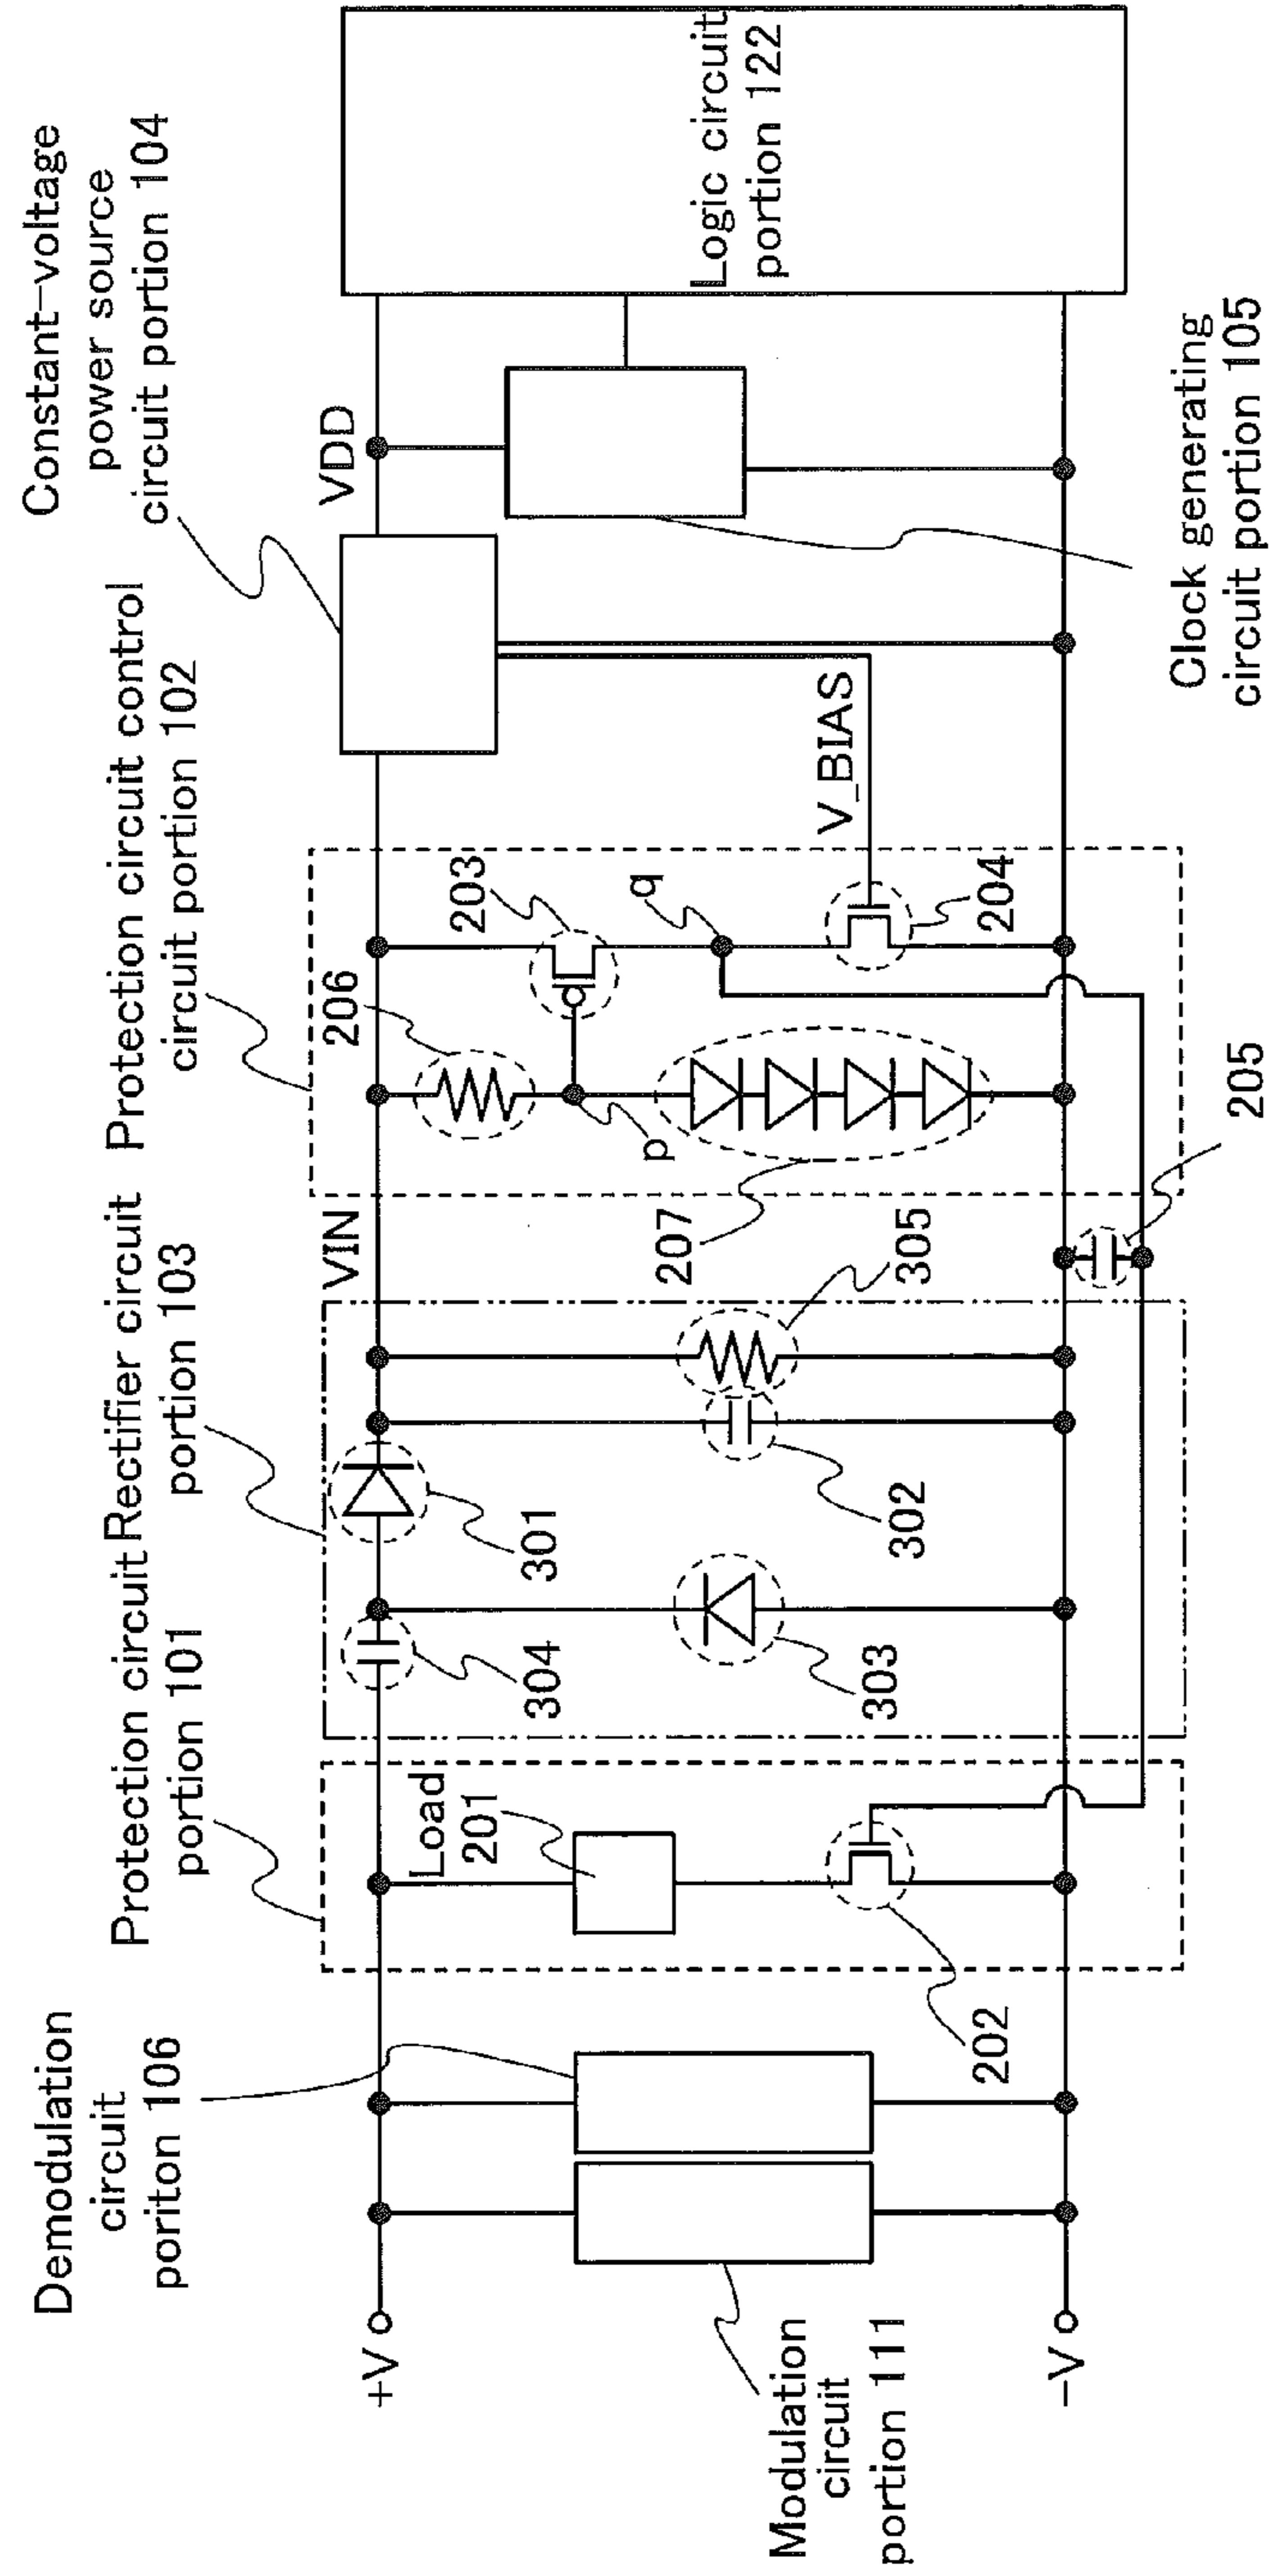 Demodulation
circuit
poriton 106
Protection circuit
portion 101
Rectifier circuit
portion 103
Protection circuit control
circuit portion 102
Constant-voltage
power source
circuit portion 104
+V
Load
201
304
301
VIN
206
203
VDD
p
q
V_BIAS
207
305
302
303
204
202
205
Logic circuit
portion 122
-V
Modulation
circuit
portion 111
Clock generating
circuit portion 105